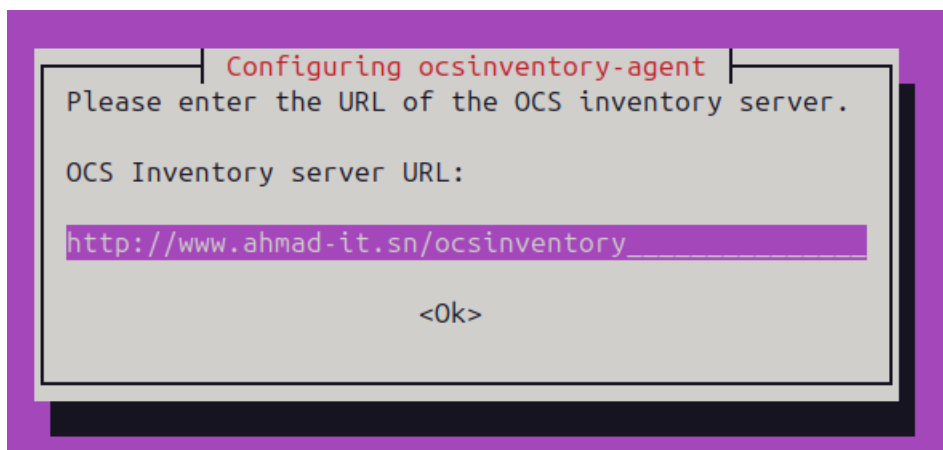 Configuring ocsinventory-agent
Please enter the URL of the OCS inventory server.
OCS Inventory server URL:
http://www.ahmad-it.sn/ocsinventory_______________
<Ok>